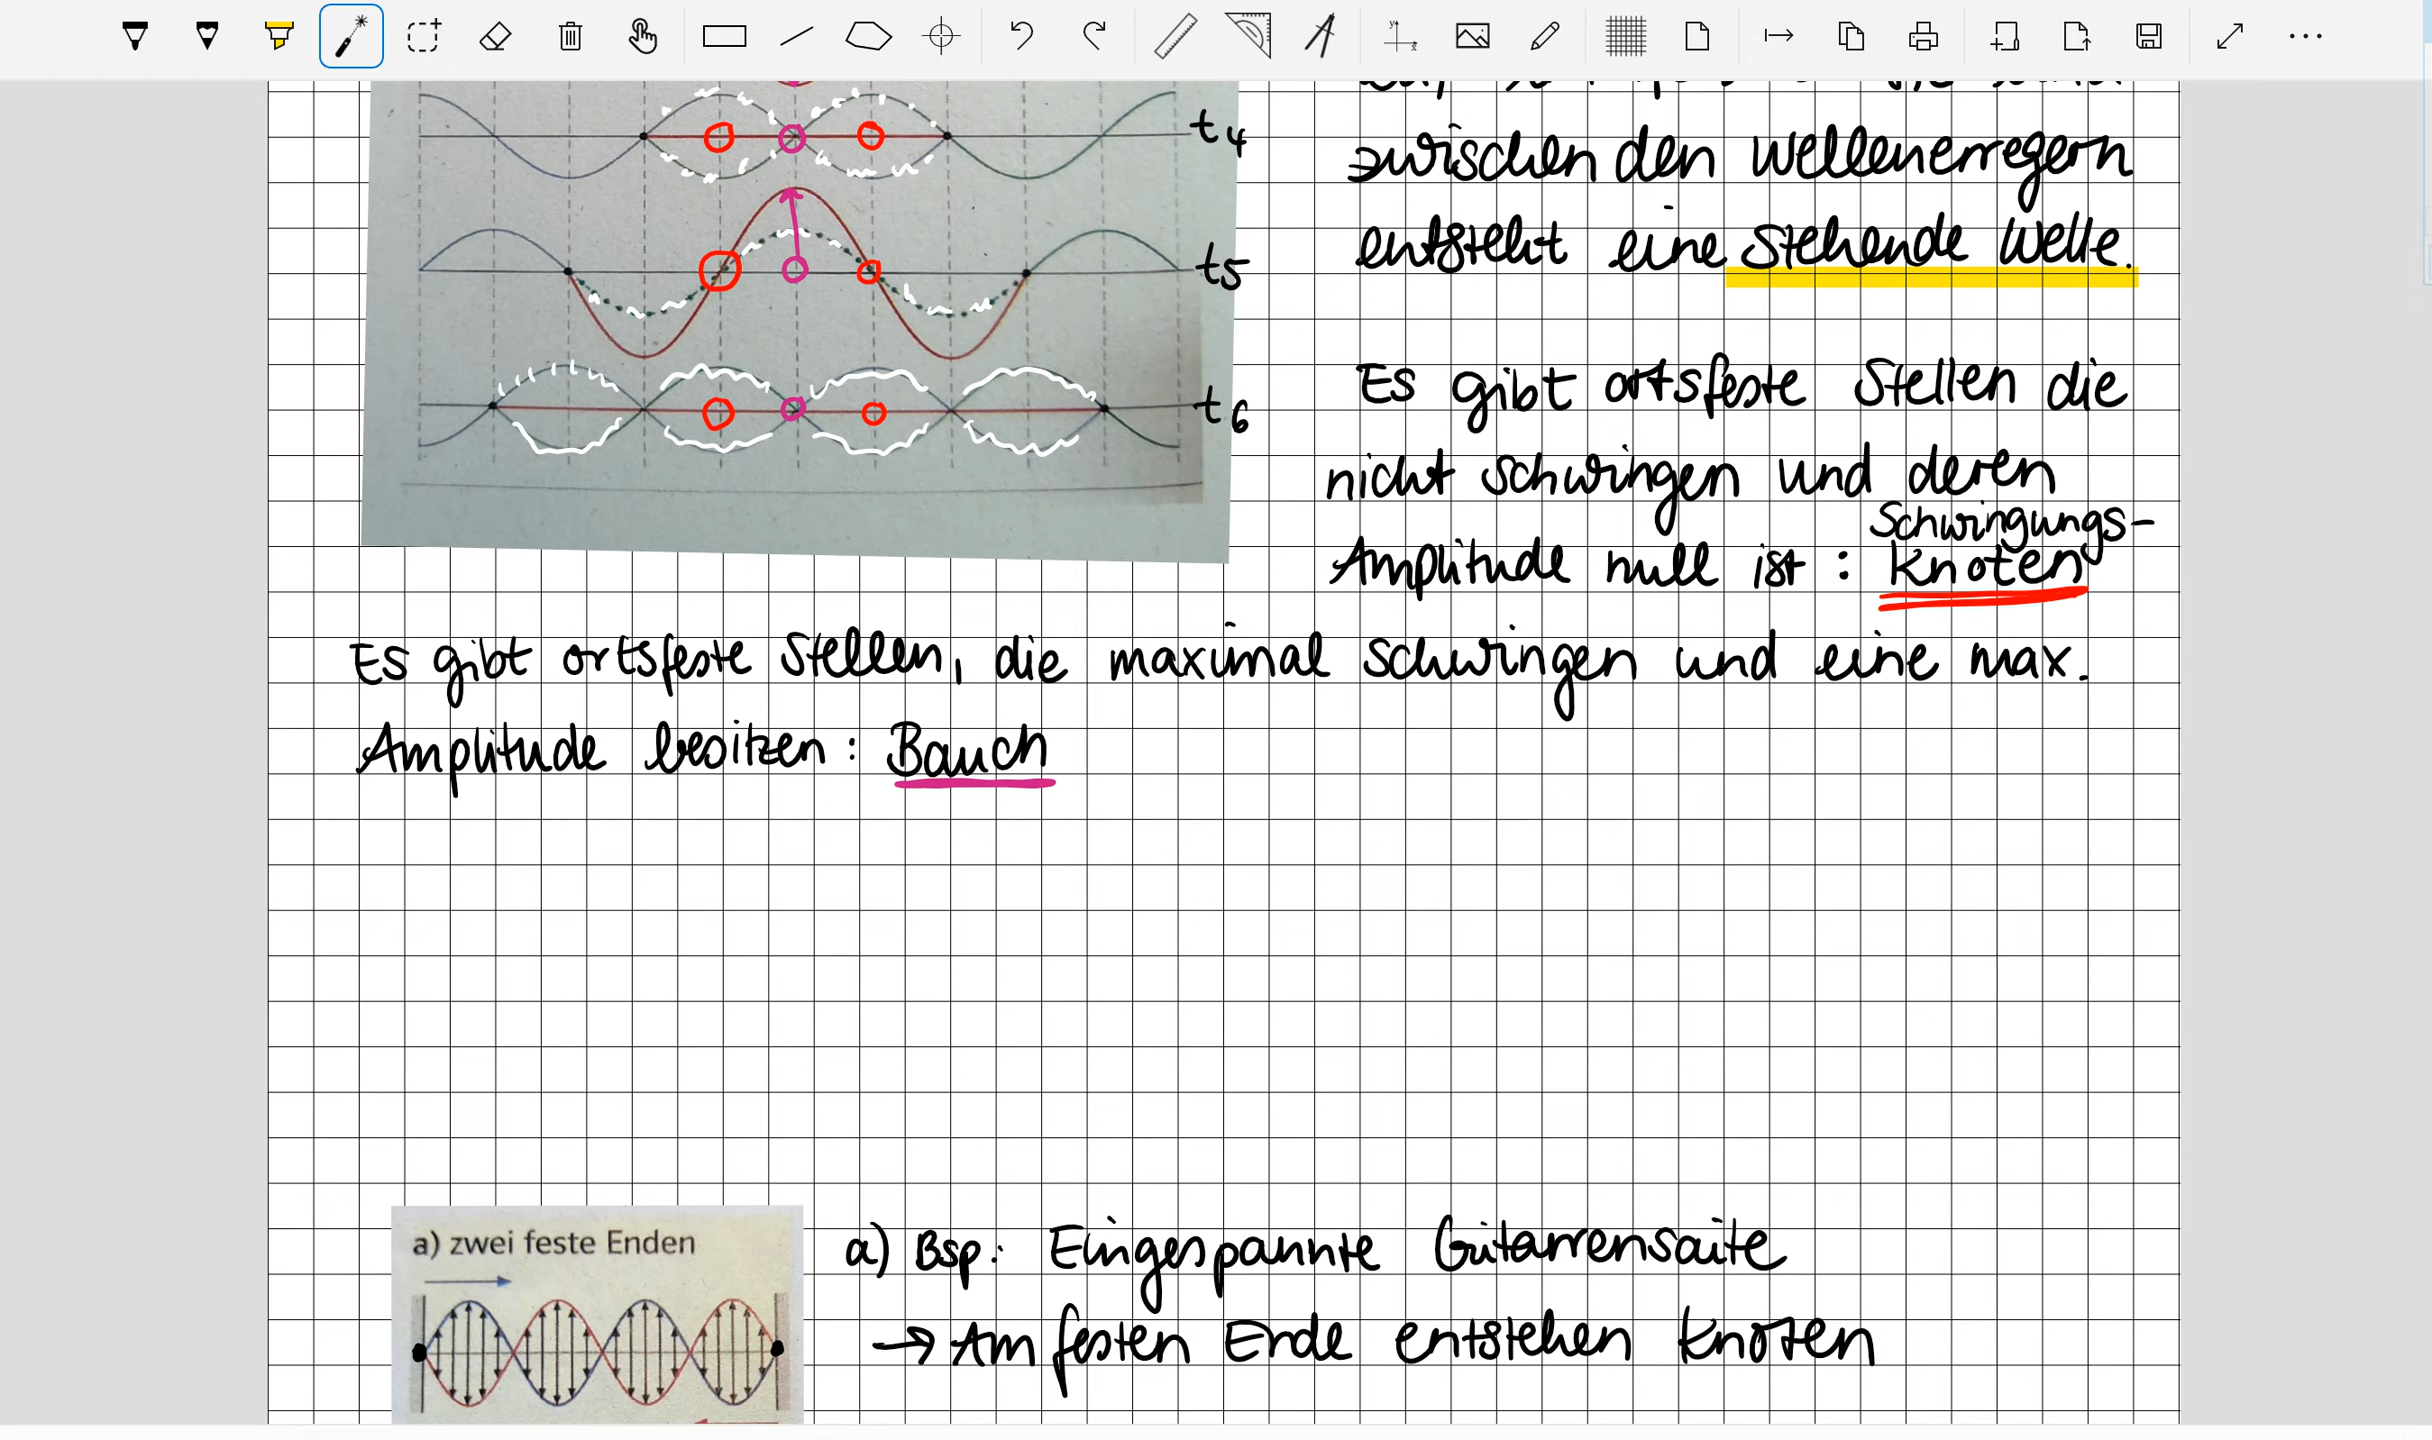 t4
zwischen den Wellenerregern
entsteht eine Stehende Welle.
t5
Es gibt ortsfeste Stellen die
t6
nicht schwingen und deren
Schwingungs-
Amplitude null ist : Knoten
Es gibt ortsfeste Stellen, die maximal schwingen und eine max.
Amplitude besitzen : Bauch
a) zwei feste Enden
a) Bsp: Eingespannte Gitarrensaite
→ Am festen Ende entstehen Knoten